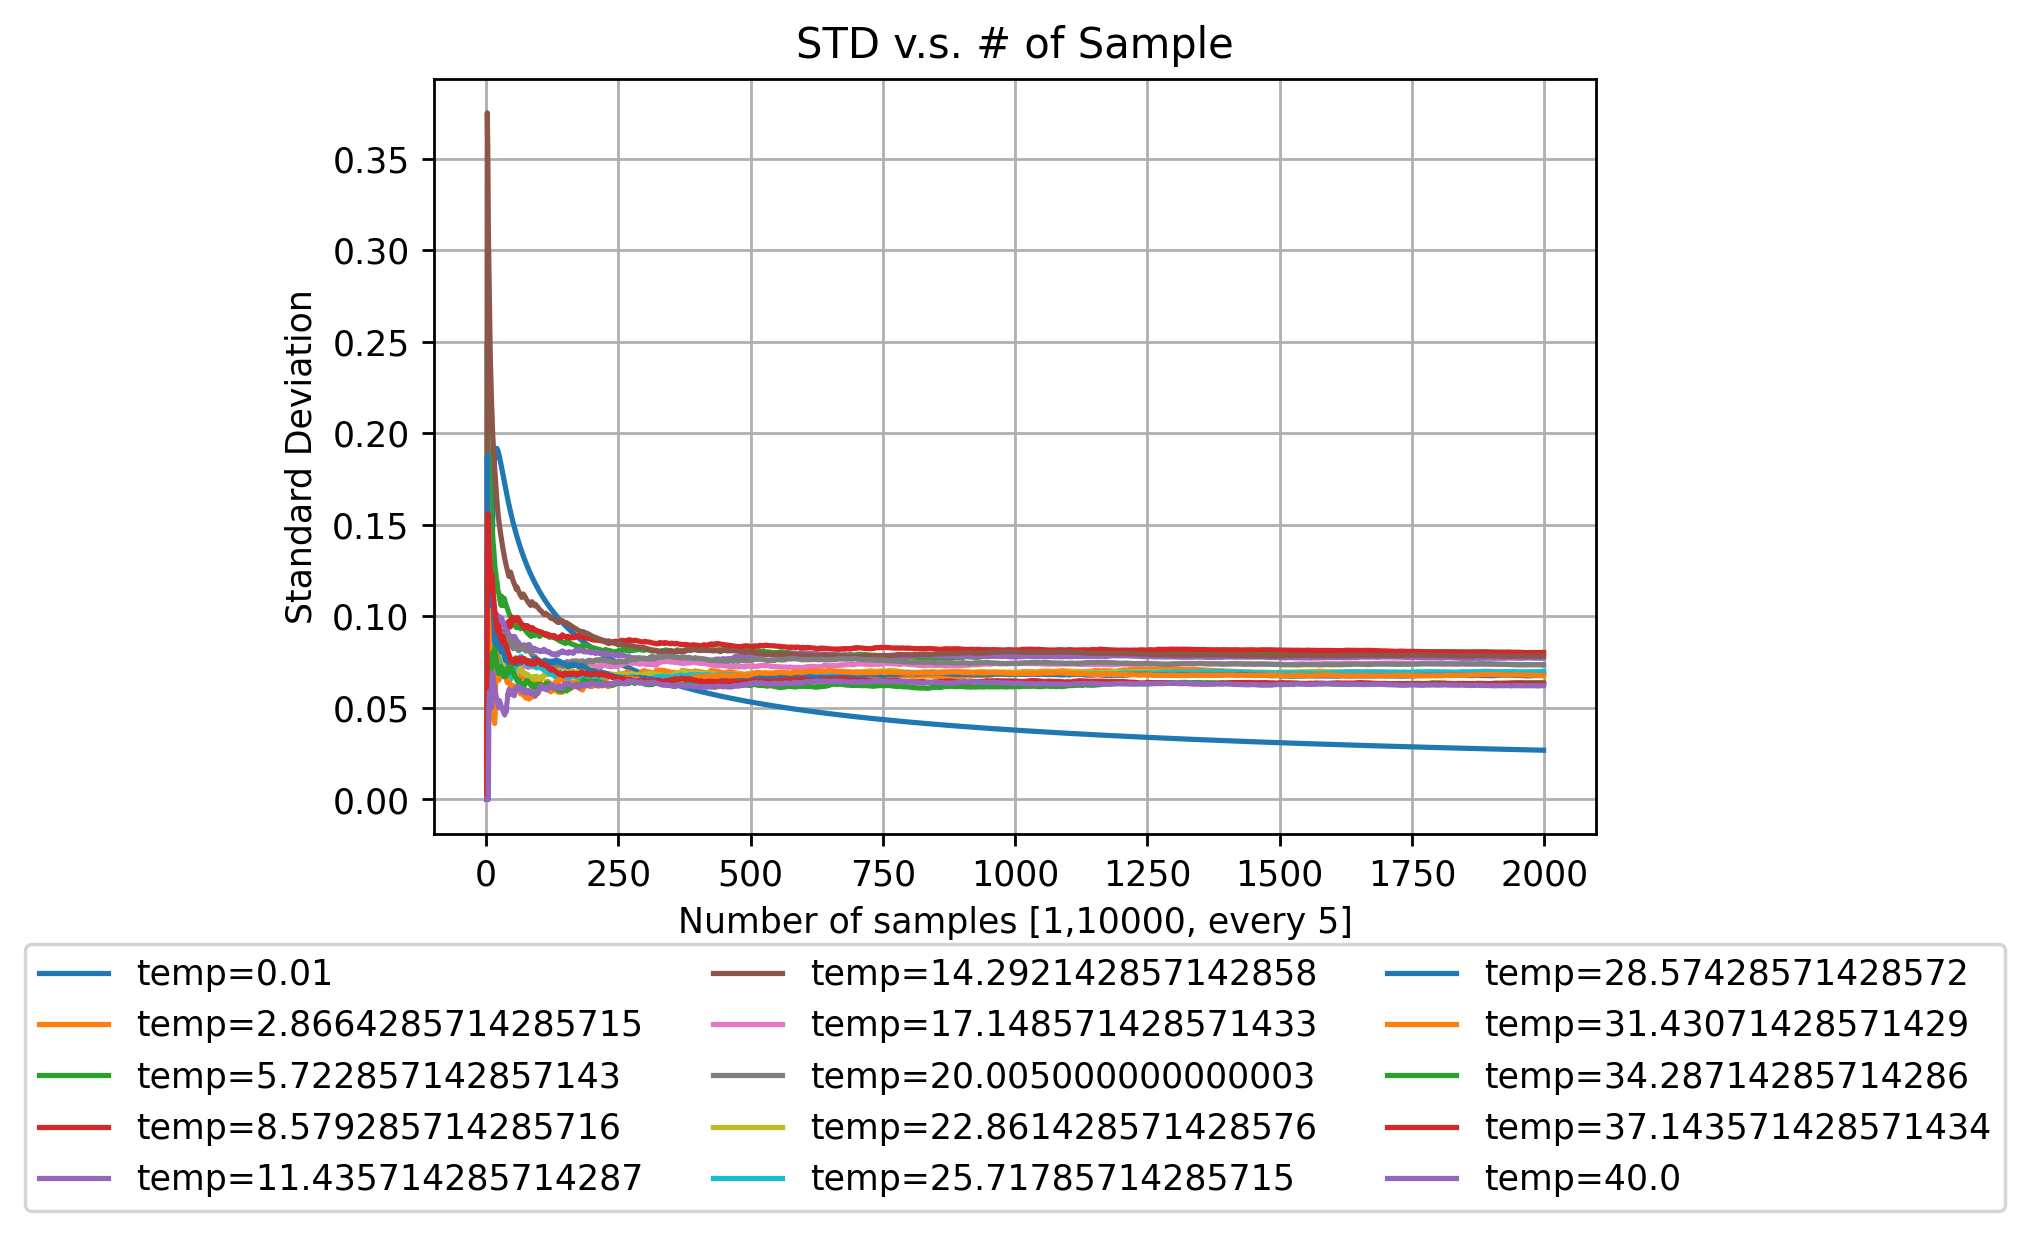 STD v.s. # of Sample
Standard Deviation
0.35
0.30
0.25
0.20
0.15
0.10
0.05
0.00
0 250 500 750 1000 1250 1500 1750 2000
Number of samples [1,10000, every 5]
temp=0.01
temp=2.8664285714285715
temp=5.722857142857143
temp=8.579285714285716
temp=11.435714285714287
temp=14.292142857142858
temp=17.148571428571433
temp=20.005000000000003
temp=22.861428571428576
temp=25.71785714285715
temp=28.57428571428572
temp=31.43071428571429
temp=34.28714285714286
temp=37.143571428571434
temp=40.0